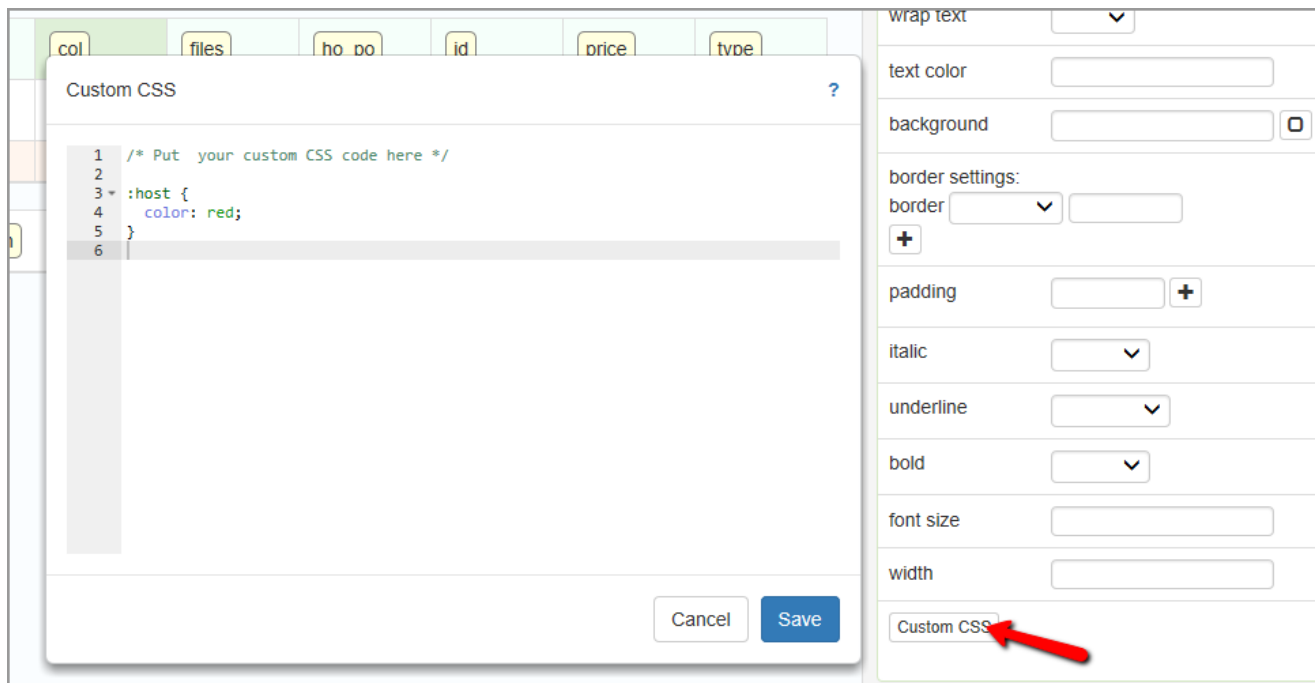 col files ho_po id price type
Custom CSS ?
1 /* Put  your custom CSS code here */
2
3 :host {
4   color: red;
5 }
6
Cancel Save
wrap text
text color
background
border settings:
border
padding
italic
underline
bold
font size
width
Custom CSS